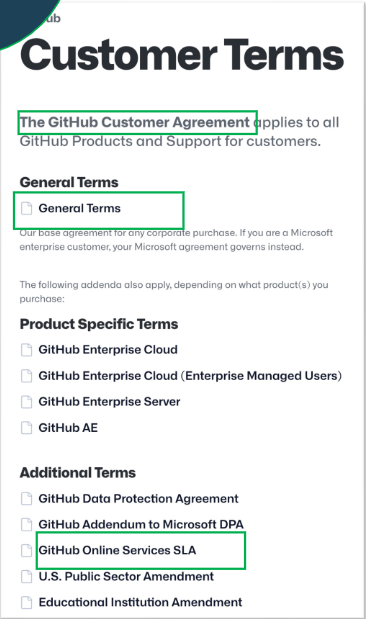 ub
Customer Terms
The GitHub Customer Agreement applies to all
GitHub Products and Support for customers.
General Terms
General Terms
Our base agreement for any corporate purchase. If you are a Microsoft
enterprise customer, your Microsoft agreement governs instead.
The following addenda also apply, depending on what product(s) you
purchase:
Product Specific Terms
GitHub Enterprise Cloud
GitHub Enterprise Cloud (Enterprise Managed Users)
GitHub Enterprise Server
GitHub AE
Additional Terms
GitHub Data Protection Agreement
GitHub Addendum to Microsoft DPA
GitHub Online Services SLA
U.S. Public Sector Amendment
Educational Institution Amendment